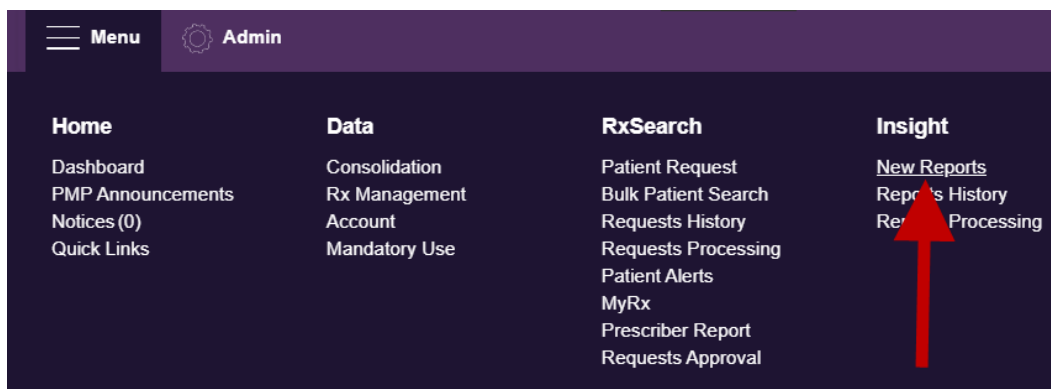 Menu Admin
Home
Dashboard
PMP Announcements
Notices (0)
Quick Links
Data
Consolidation
Rx Management
Account
Mandatory Use
RxSearch
Patient Request
Bulk Patient Search
Requests History
Requests Processing
Patient Alerts
MyRx
Prescriber Report
Requests Approval
Insight
New Reports
Reports History
Processing